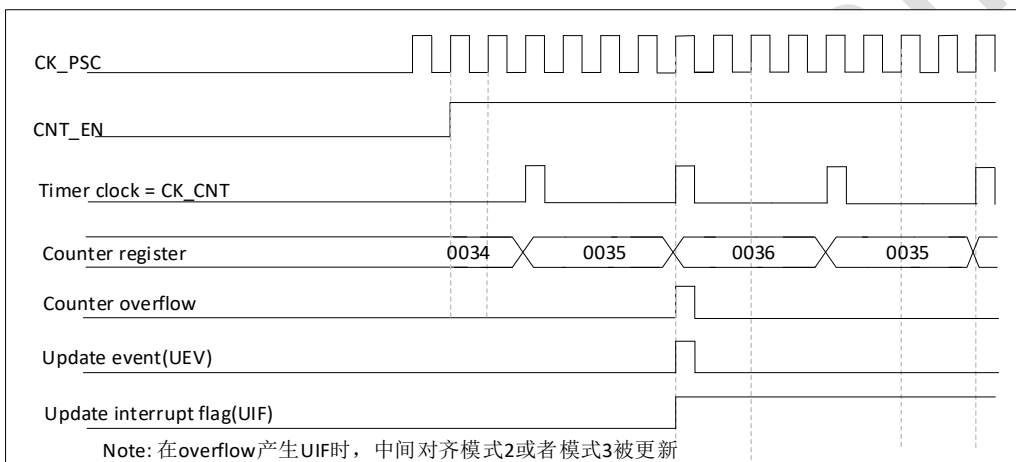 CK_PSC
CNT_EN
Timer clock = CK_CNT
Counter register 0034 0035 0036 0035
Counter overflow
Update event(UEV)
Update interrupt flag(UIF)
Note: 在overflow产生UIF时，中间对齐模式2或者模式3被更新